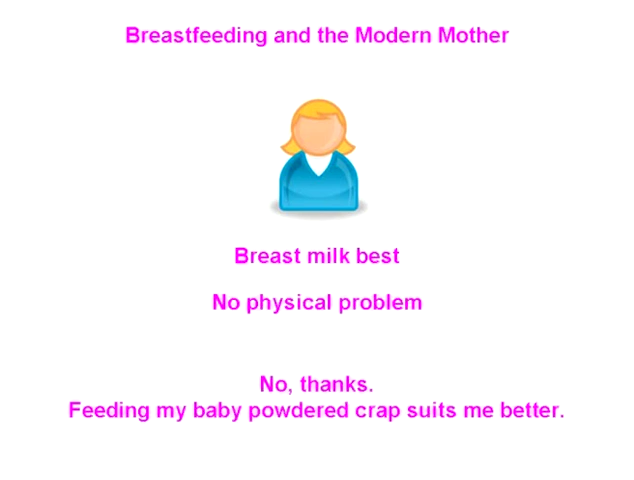 Breastfeeding and the Modern Mother
Breast milk best
No physical problem
No, thanks.
Feeding my baby powdered crap suits me better.